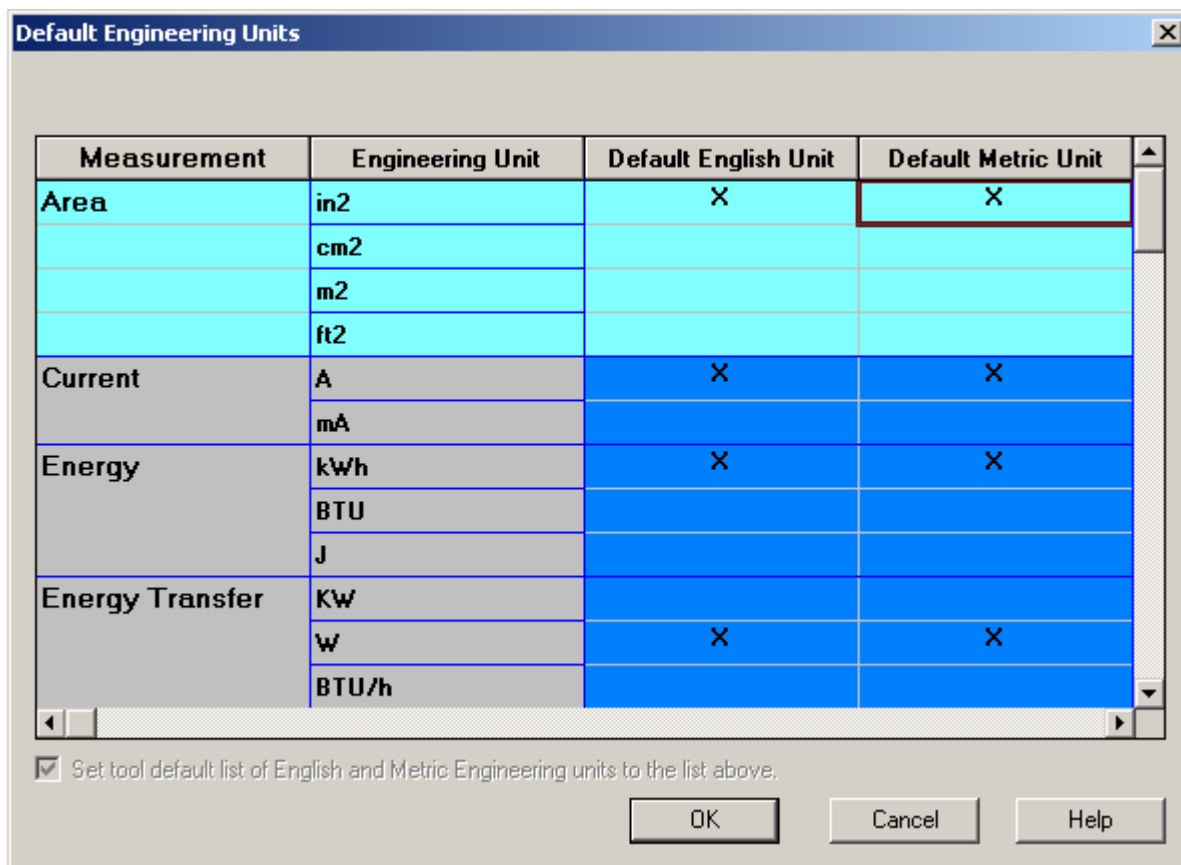 Default Engineering Units
Measurement Engineering Unit Default English Unit Default Metric Unit
Area in2 X X
cm2
m2
ft2
Current A X X
mA
Energy kWh X X
BTU
J
Energy Transfer KW
W X X
BTU/h
Set tool default list of English and Metric Engineering units to the list above.
OK Cancel Help